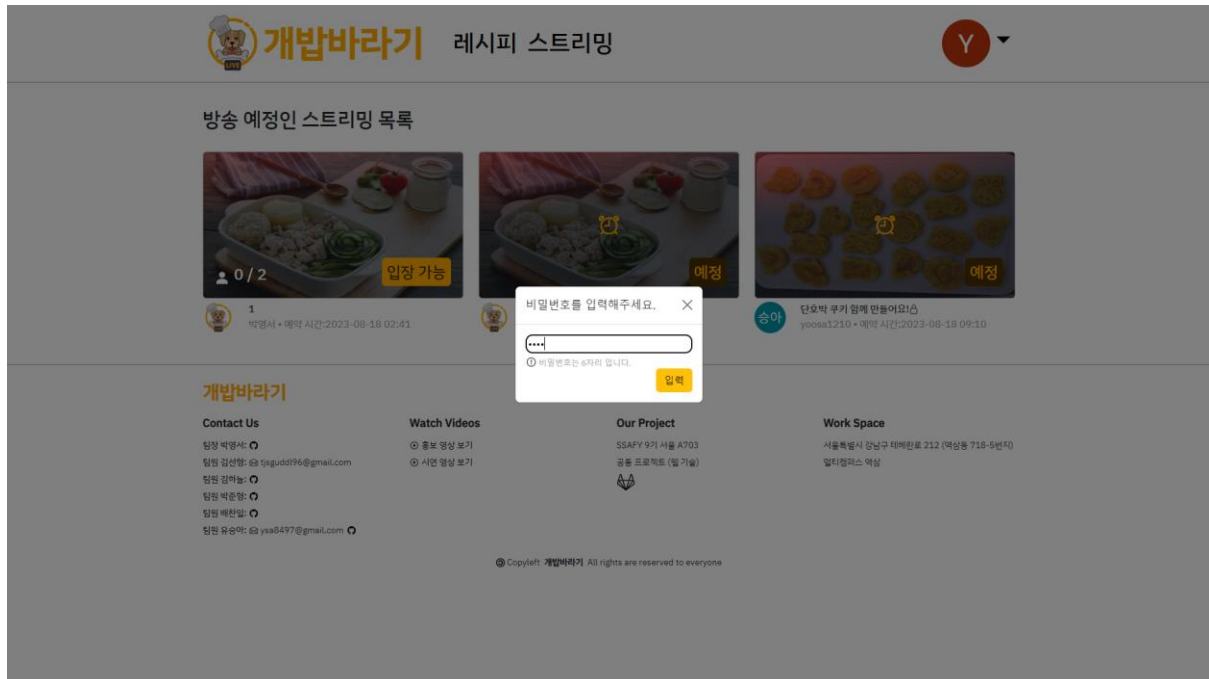 LIVE
개밥바라기 레시피 스트리밍
Y
방송 예정인 스트리밍 목록
0 / 2
입장 가능
예정
예정
1
박영서 • 예약 시간:2023-08-18 02:41
승아
단호박 쿠키 함께 만들어요!
yoosa1210 • 예약 시간:2023-08-18 09:10
비밀번호를 입력해주세요.
••••
비밀번호는 6자리 입니다.
입력
개밥바라기
Contact Us
팀장 박영서:
팀원 김선형: tjsguddl96@gmail.com
팀원 김하늘:
팀원 박준영:
팀원 배찬일:
팀원 유승아: ysa8497@gmail.com
Watch Videos
홍보 영상 보기
시연 영상 보기
Our Project
SSAFY 9기 서울 A703
공통 프로젝트 (웹 기술)
Work Space
서울특별시 강남구 테헤란로 212 (역삼동 718-5번지)
멀티캠퍼스 역삼
Copyleft 개밥바라기 All rights are reserved to everyone